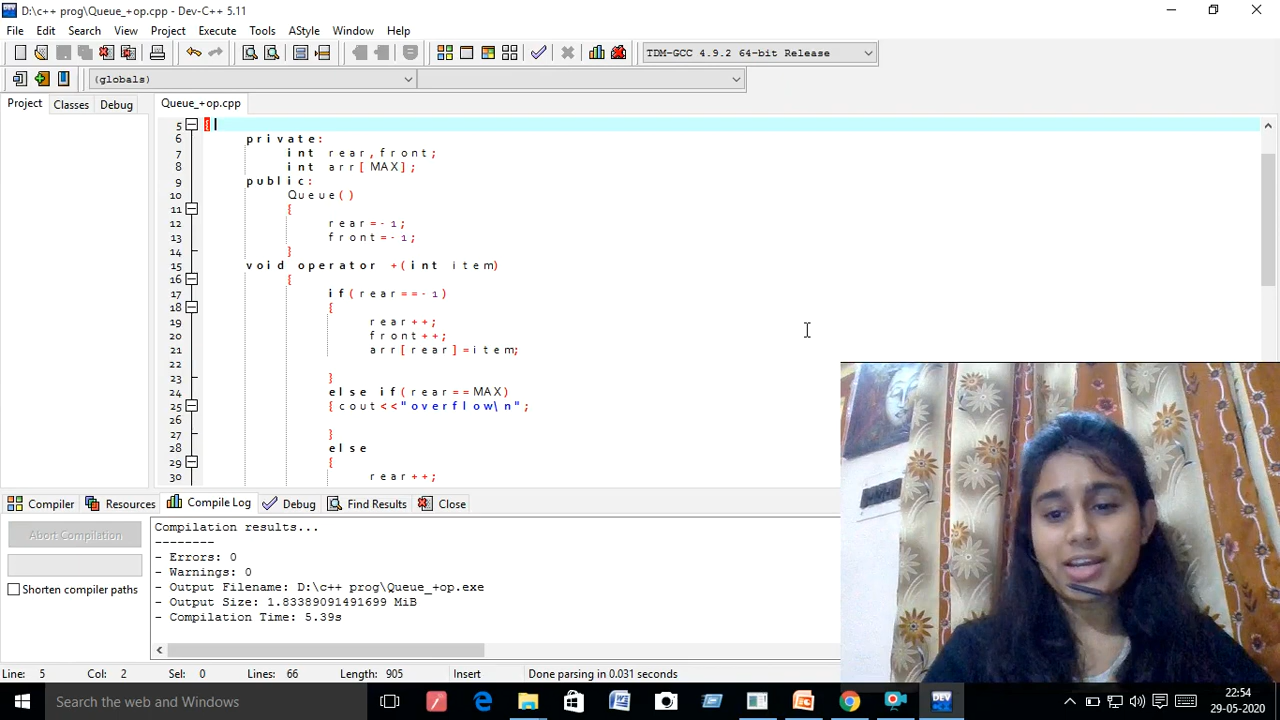 D:\c++ prog\Queue_+op.cpp - Dev-C++ 5.11
File Edit Search View Project Execute Tools AStyle Window Help
TDM-GCC 4.9.2 64-bit Release
(globals)
Project Classes Debug Queue_+op.cpp
5 {
6 private:
7 int rear,front;
8 int arr[MAX];
9 public:
10 Queue()
11 {
12 rear=-1;
13 front=-1;
14 }
15 void operator +(int item)
16 {
17 if(rear==-1)
18 {
19 rear++;
20 front++;
21 arr[rear]=item;
22
23 }
24 else if(rear==MAX)
25 {cout<<"overflow\n";
26
27 }
28 else
29 {
30 rear++;
Compiler Resources Compile Log Debug Find Results Close
Abort Compilation
Shorten compiler paths
Compilation results...
--------
- Errors: 0
- Warnings: 0
- Output Filename: D:\c++ prog\Queue_+op.exe
- Output Size: 1.83389091491699 MiB
- Compilation Time: 5.39s
Line: 5 Col: 2 Sel: 0 Lines: 66 Length: 905 Insert Done parsing in 0.031 seconds
Search the web and Windows
DEV
22:54
29-05-2020